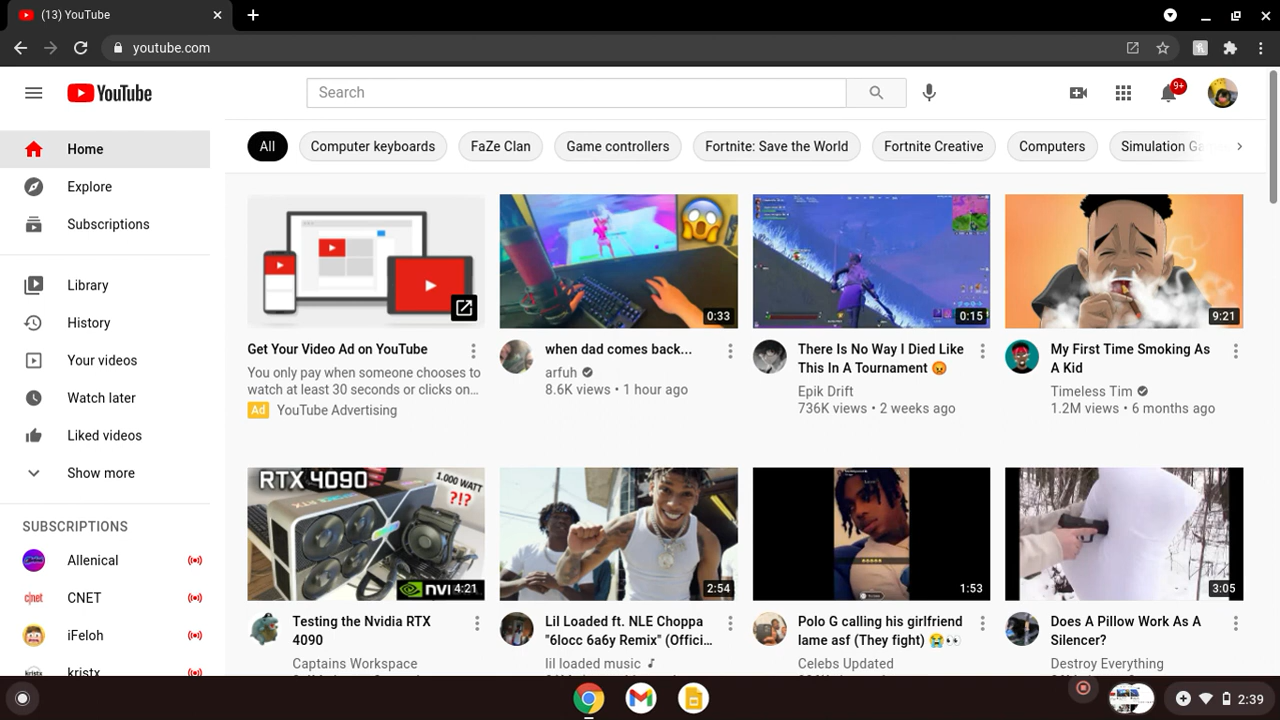 (13) YouTube
youtube.com
YouTube
Search
9+
Home
Explore
Subscriptions
Library
History
Your videos
Watch later
Liked videos
Show more
SUBSCRIPTIONS
Allenical
CNET
iFeloh
kristx
All
Computer keyboards
FaZe Clan
Game controllers
Fortnite: Save the World
Fortnite Creative
Computers
Simulation
0:33
0:15
9:21
Get Your Video Ad on YouTube
You only pay when someone chooses to
watch at least 30 seconds or clicks on...
Ad YouTube Advertising
when dad comes back...
arfuh
8.6K views • 1 hour ago
There Is No Way I Died Like
This In A Tournament 😡
Epik Drift
736K views • 2 weeks ago
My First Time Smoking As
A Kid
Timeless Tim
1.2M views • 6 months ago
RTX 4090
1.000 WATT
?!?
4:21
2:54
1:53
3:05
Testing the Nvidia RTX
4090
Captains Workspace
Lil Loaded ft. NLE Choppa
"6locc 6a6y Remix" (Offici...
lil loaded music
Polo G calling his girlfriend
lame asf (They fight) 😭👀
Celebs Updated
Does A Pillow Work As A
Silencer?
Destroy Everything
2:39